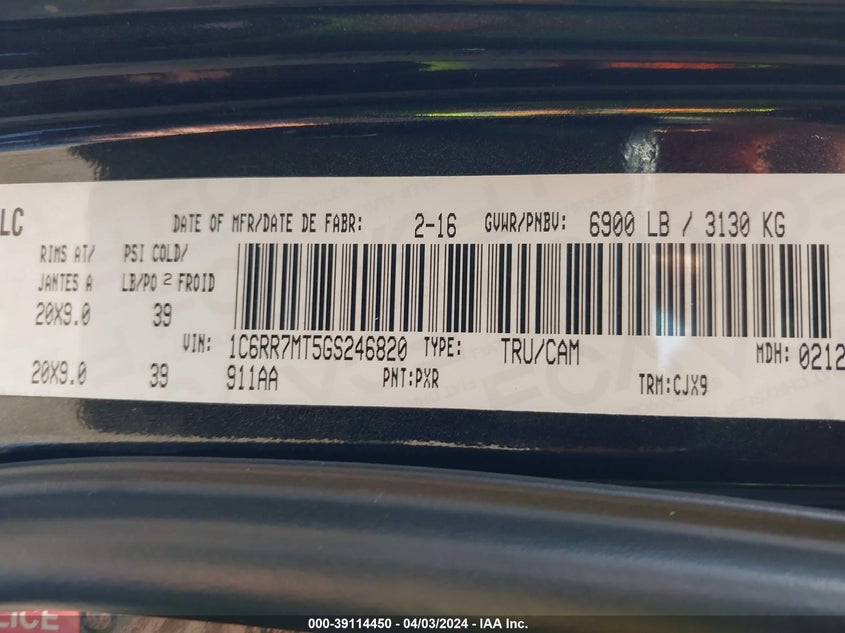 LC DATE OF MFR/DATE DE FABR: 2-16 GVWR/PNBV: 6900 LB / 3130 KG
RIMS AT/ PSI COLD/
JANTES A LB/PO 2 FROID
20X9.0 39
VIN: 1C6RR7MT5GS246820 TYPE: TRU/CAM MDH: 0212
20X9.0 39 911AA PNT:PXR TRM:CJX9
LICE
000-39114450 / 04/03/2024 - IAA Inc.